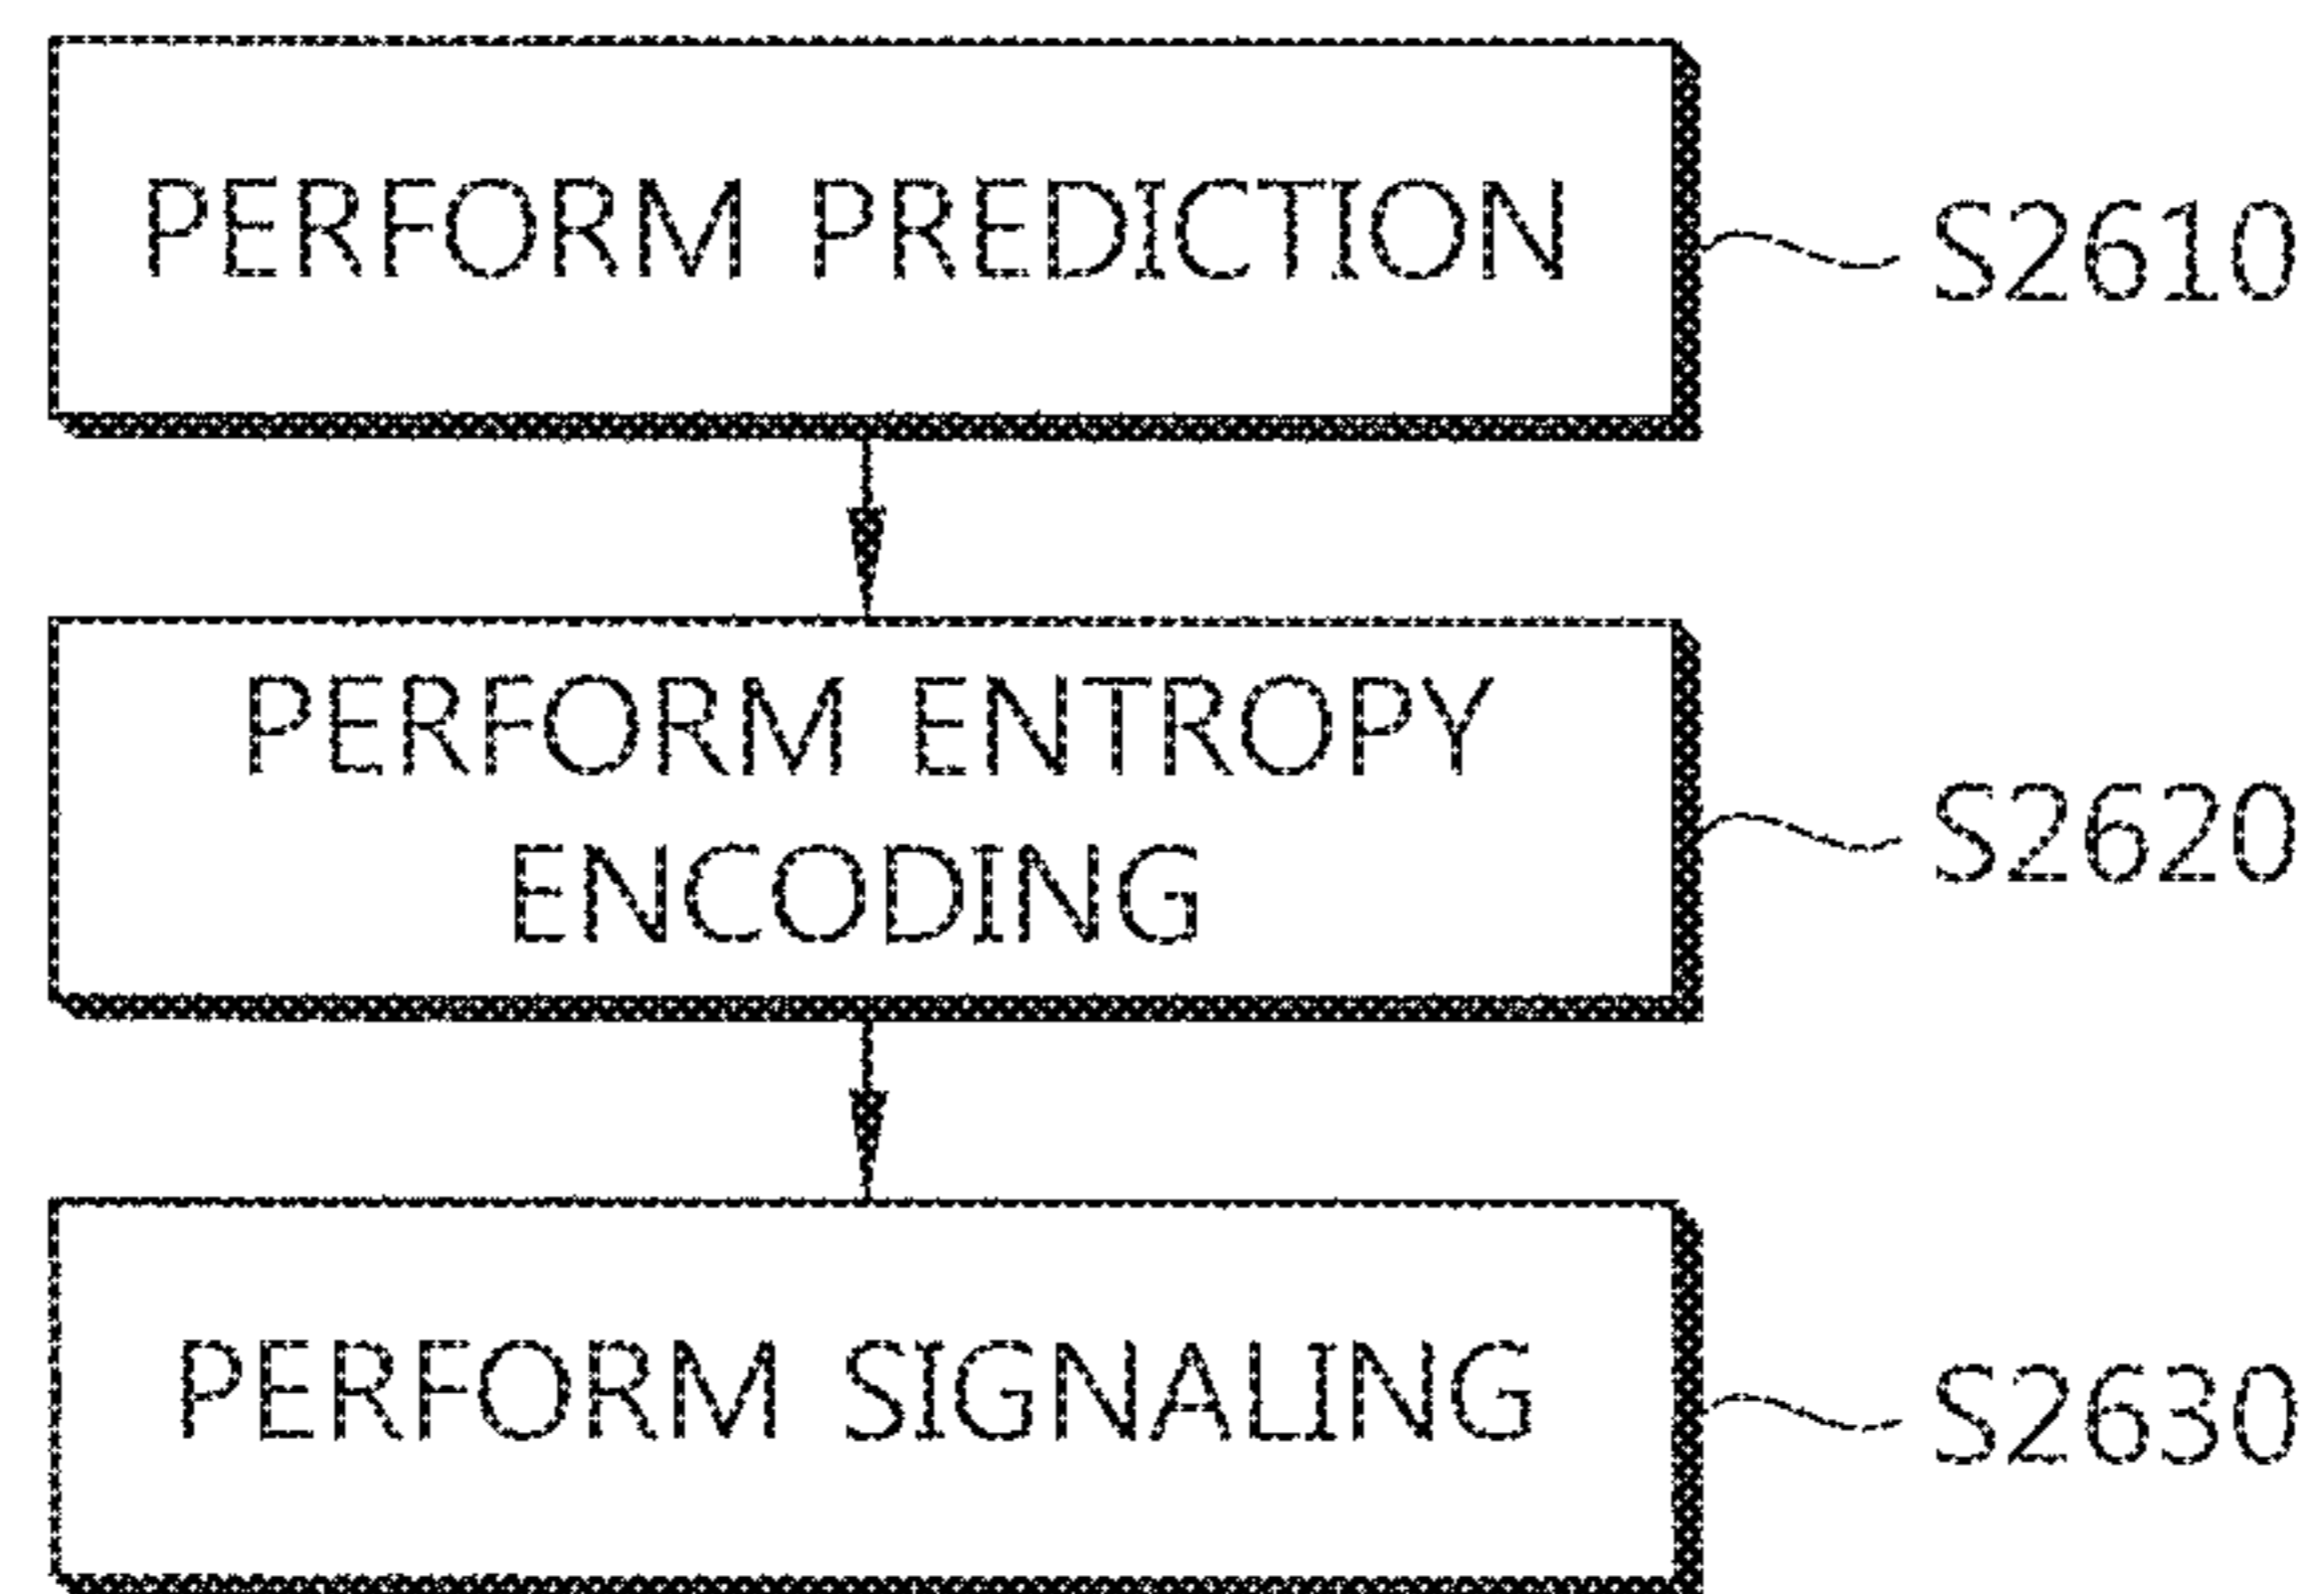 PERFORM PREDICTION
S2610
PERFORM ENTROPY
ENCODING
S2620
PERFORM SIGNALING
S2630